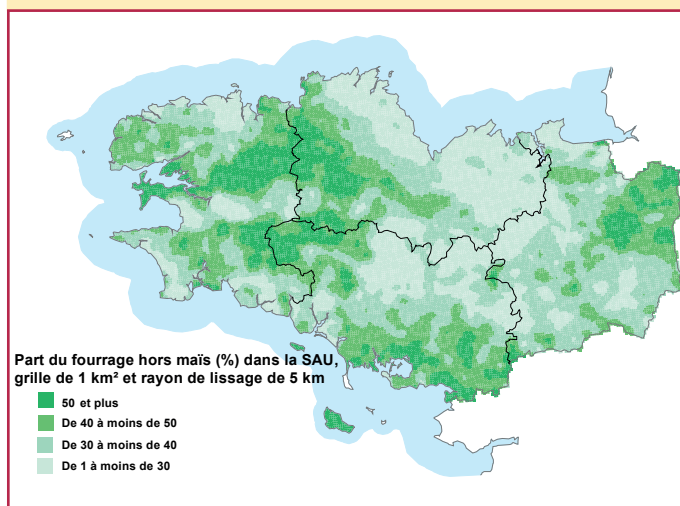 Part du fourrage hors maïs (%) dans la SAU,
grille de 1 km² et rayon de lissage de 5 km
50 et plus
De 40 à moins de 50
De 30 à moins de 40
De 1 à moins de 30